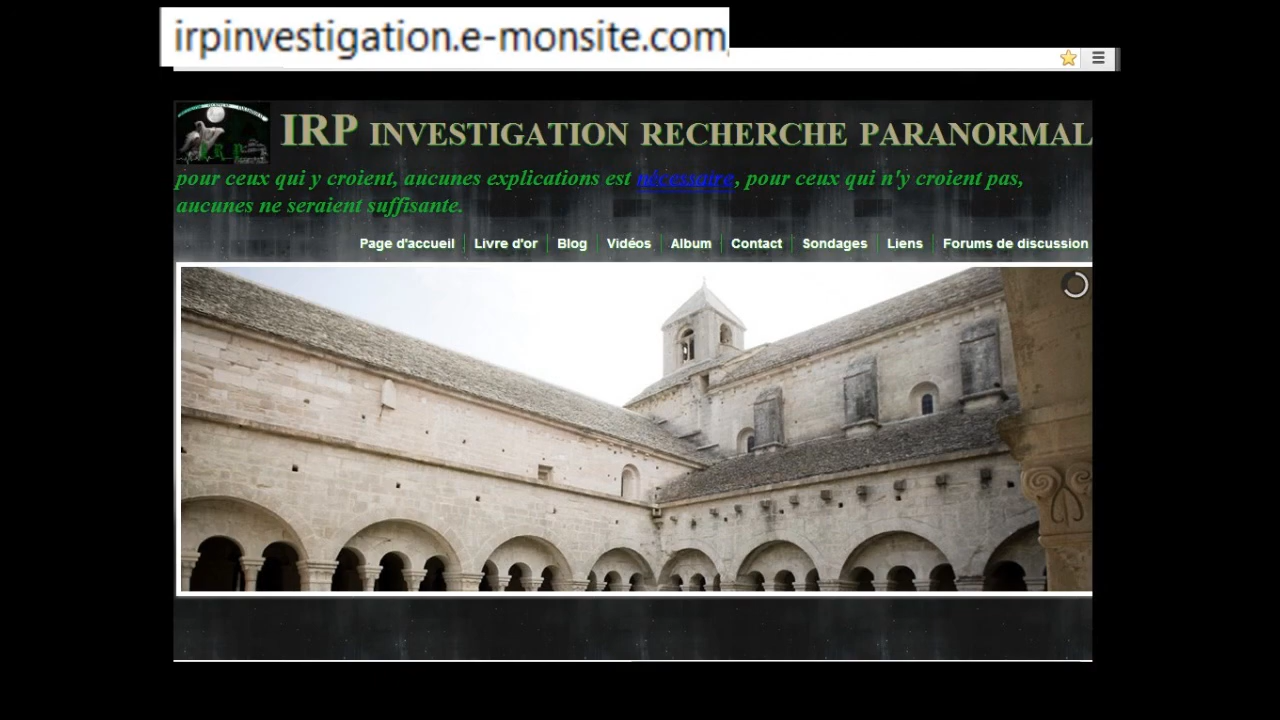 irpinvestigation.e-monsite.com
IRP INVESTIGATION RECHERCHE PARANORMAL
pour ceux qui y croient, aucunes explications est nécessaire, pour ceux qui n'y croient pas,
aucunes ne seraient suffisante.
Page d'accueil Livre d'or Blog Vidéos Album Contact Sondages Liens Forums de discussion